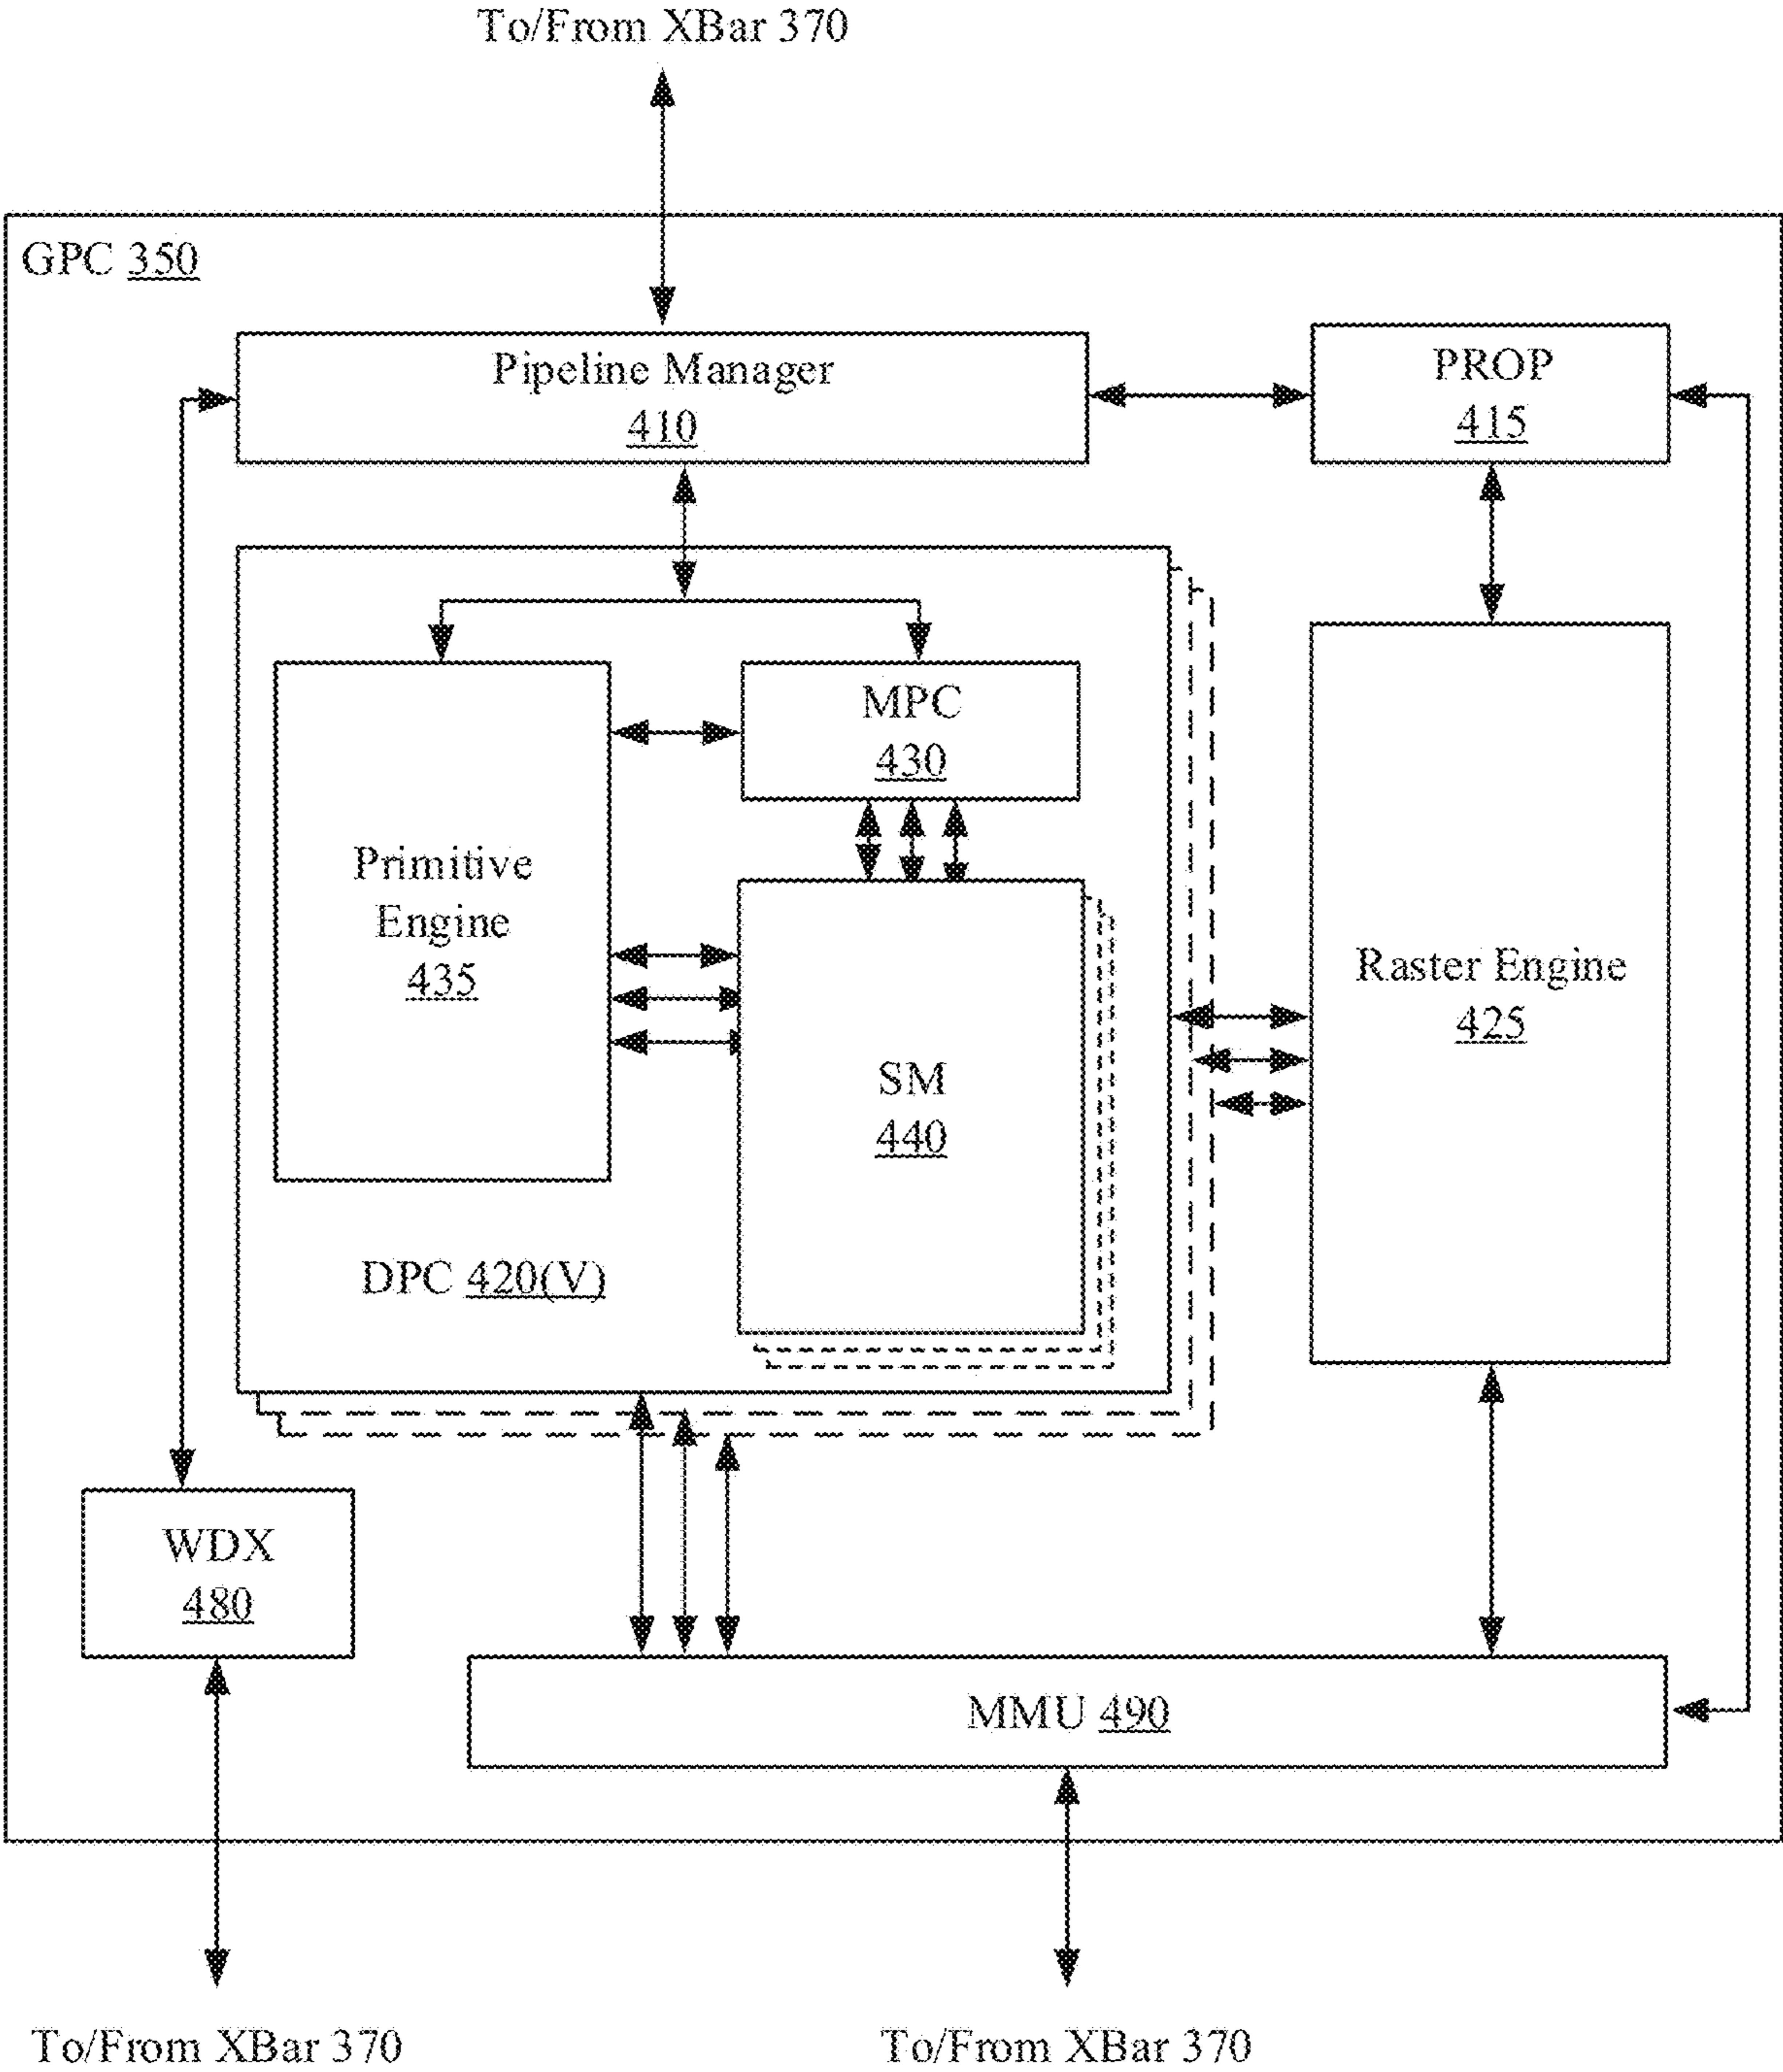 To/From XBar 370
GPC 350
Pipeline Manager
410
PROP
415
MPC
430
Primitive
Engine
435
SM
440
Raster Engine
425
DPC 420(V)
WDX
480
MMU 490
To/From XBar 370
To/From XBar 370